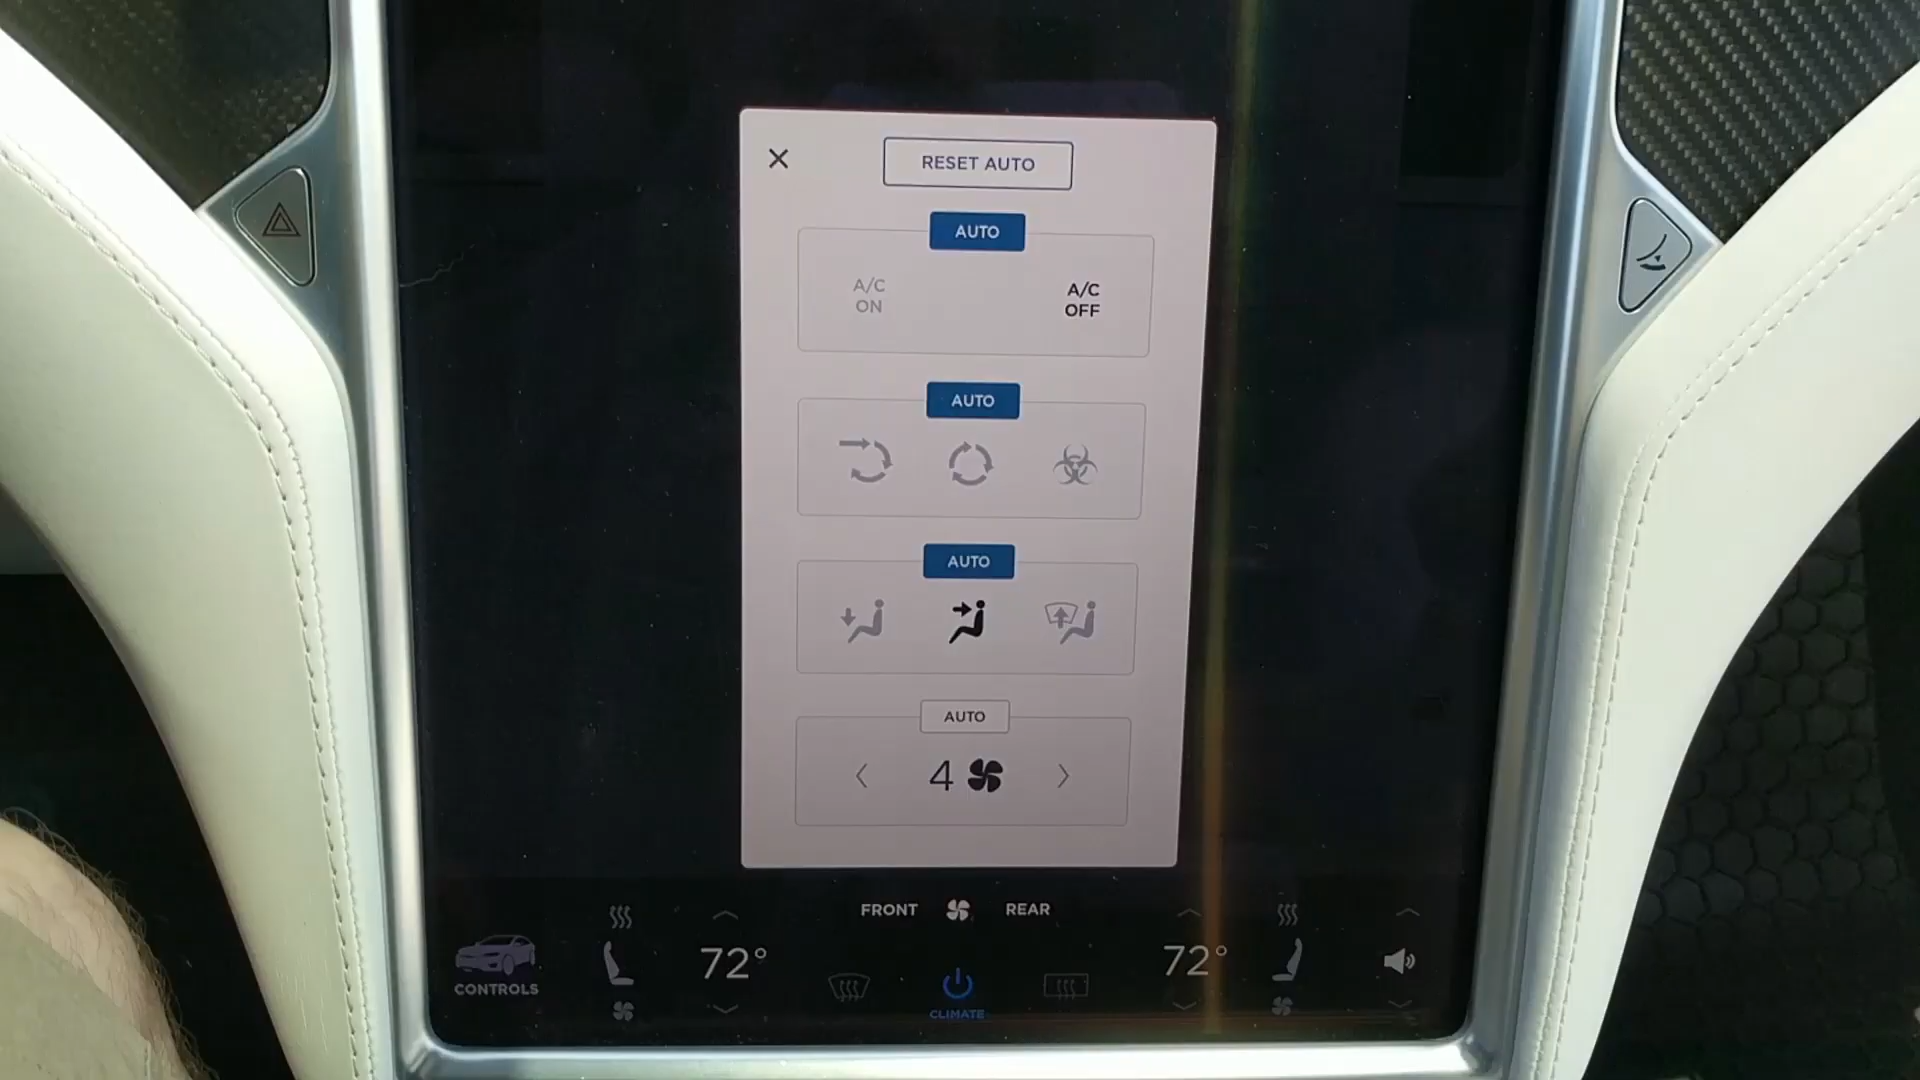 RESET AUTO
AUTO
A/C
ON
A/C
OFF
AUTO
AUTO
AUTO
4
FRONT
REAR
72°
72°
CONTROLS
CLIMATE